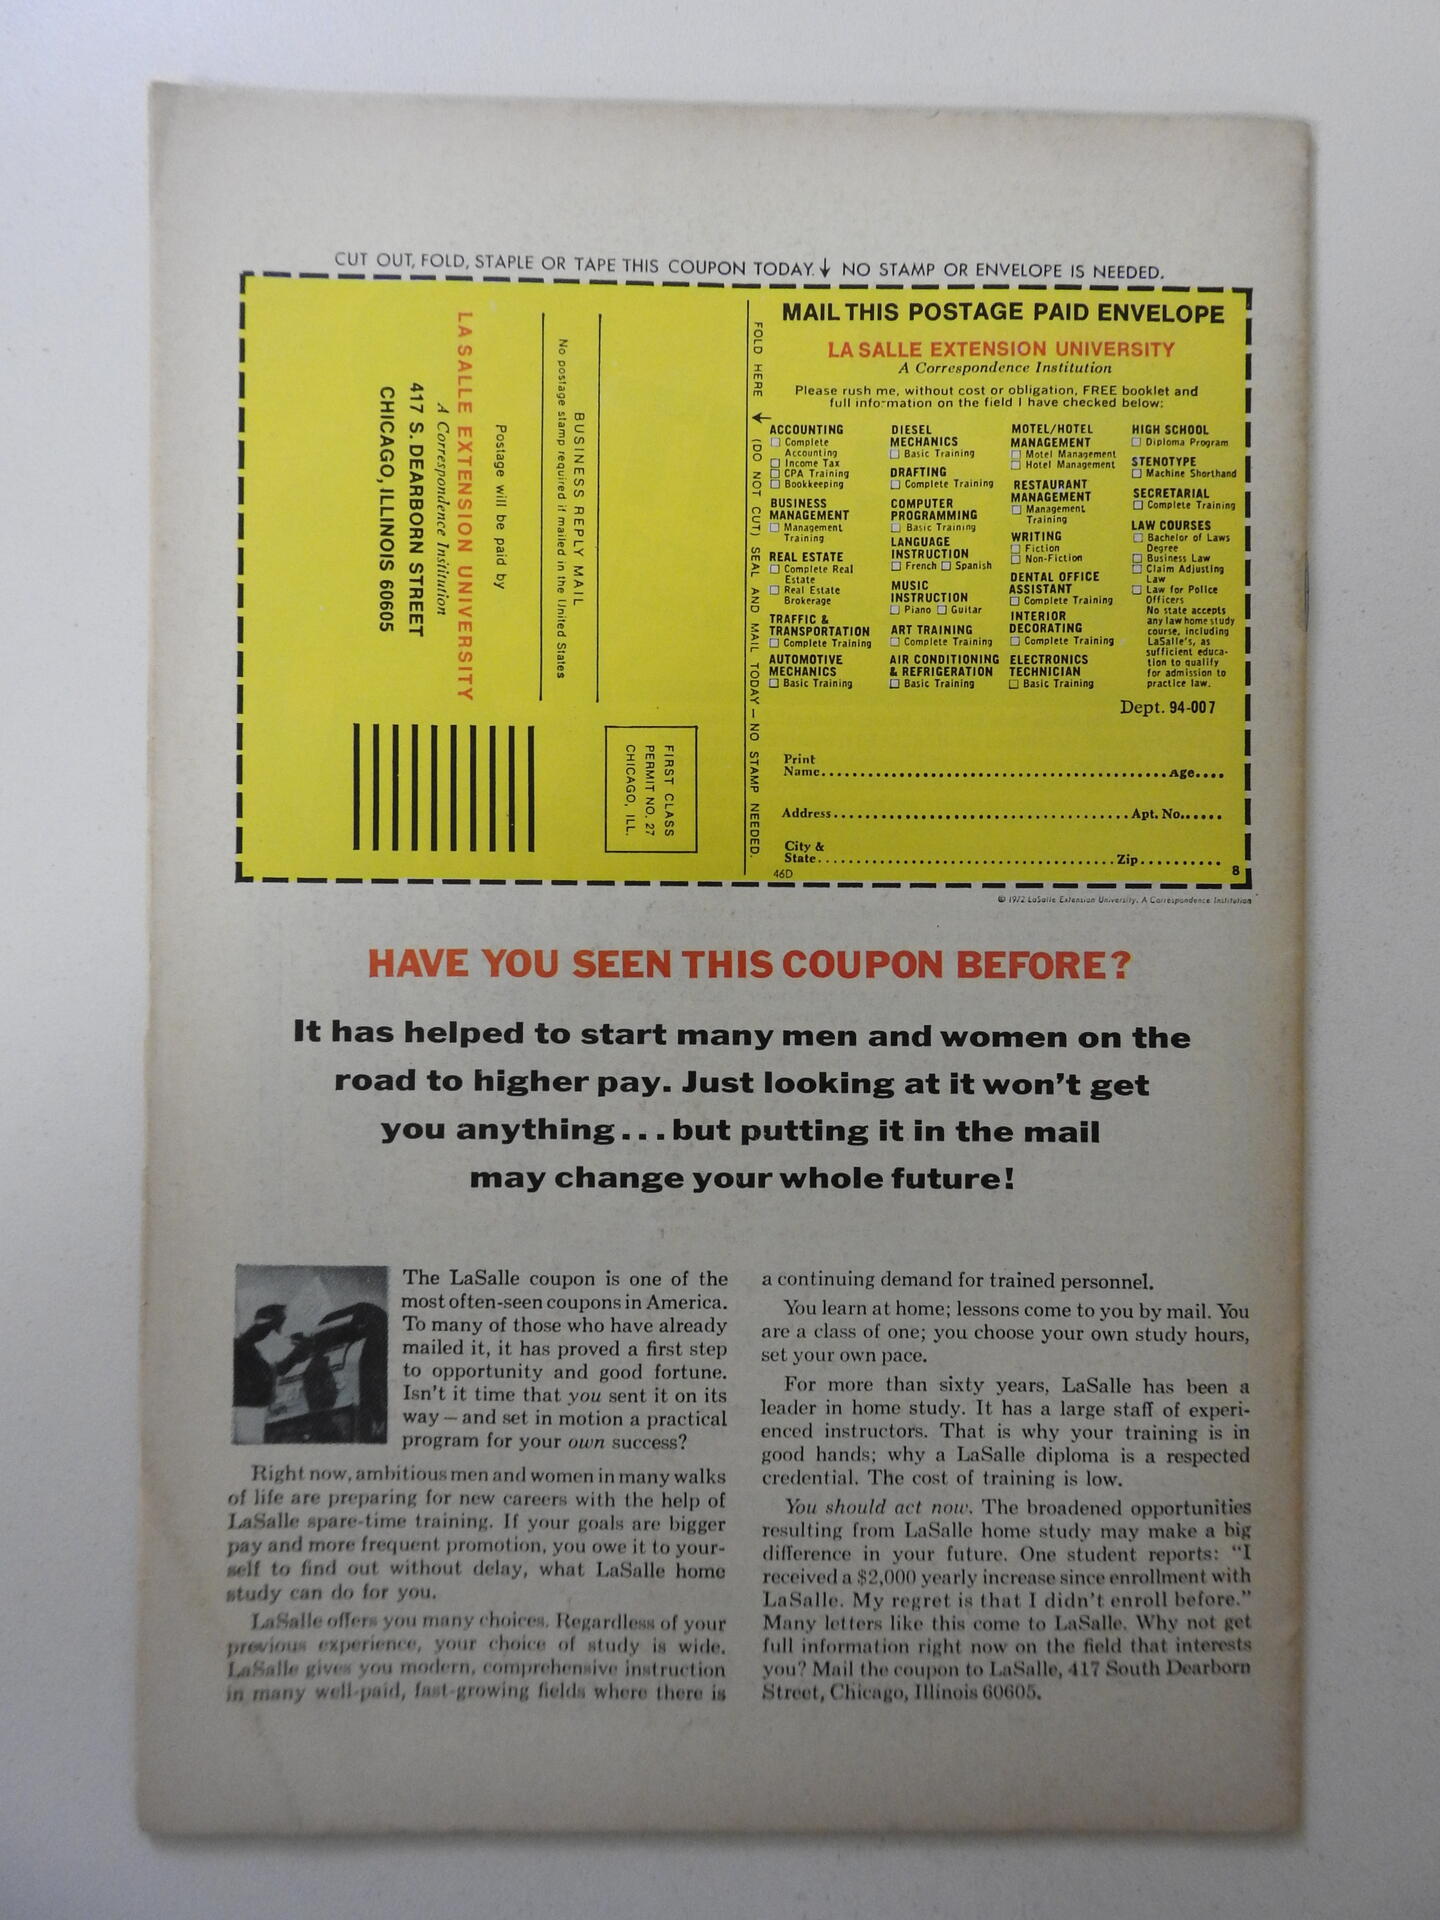 CUT OUT, FOLD, STAPLE OR TAPE THIS COUPON TODAY. ↓ NO STAMP OR ENVELOPE IS NEEDED.
FIRST CLASS
PERMIT NO. 27
CHICAGO, ILL.
BUSINESS REPLY MAIL
No postage stamp required if mailed in the United States
Postage will be paid by
LA SALLE EXTENSION UNIVERSITY
A Correspondence Institution
417 S. DEARBORN STREET
CHICAGO, ILLINOIS 60605
FOLD HERE (DO NOT CUT) SEAL AND MAIL TODAY — NO STAMP NEEDED.
MAIL THIS POSTAGE PAID ENVELOPE
LA SALLE EXTENSION UNIVERSITY
A Correspondence Institution
Please rush me, without cost or obligation, FREE booklet and
full information on the field I have checked below:
ACCOUNTING
☐ Complete
Accounting
☐ Income Tax
☐ CPA Training
☐ Bookkeeping
BUSINESS
MANAGEMENT
☐ Management
Training
REAL ESTATE
☐ Complete Real
Estate
☐ Real Estate
Brokerage
TRAFFIC &
TRANSPORTATION
☐ Complete Training
AUTOMOTIVE
MECHANICS
☐ Basic Training
DIESEL
MECHANICS
☐ Basic Training
DRAFTING
☐ Complete Training
COMPUTER
PROGRAMMING
☐ Basic Training
LANGUAGE
INSTRUCTION
☐ French ☐ Spanish
MUSIC
INSTRUCTION
☐ Piano ☐ Guitar
ART TRAINING
☐ Complete Training
AIR CONDITIONING
& REFRIGERATION
☐ Basic Training
MOTEL/HOTEL
MANAGEMENT
☐ Motel Management
☐ Hotel Management
RESTAURANT
MANAGEMENT
☐ Management
Training
WRITING
☐ Fiction
☐ Non-Fiction
DENTAL OFFICE
ASSISTANT
☐ Complete Training
INTERIOR
DECORATING
☐ Complete Training
ELECTRONICS
TECHNICIAN
☐ Basic Training
HIGH SCHOOL
☐ Diploma Program
STENOTYPE
☐ Machine Shorthand
SECRETARIAL
☐ Complete Training
LAW COURSES
☐ Bachelor of Laws
Degree
☐ Business Law
☐ Claim Adjusting
Law
☐ Law for Police
Officers
No state accepts
any law home study
course, including
LaSalle's, as
sufficient educa-
tion to qualify
for admission to
practice law.
Dept. 94-007
Print
Name.......... Age....
Address.......... Apt. No......
City &
State.......... Zip..........
46D 8
© 1972 LaSalle Extension University, A Correspondence Institution
HAVE YOU SEEN THIS COUPON BEFORE?
It has helped to start many men and women on the
road to higher pay. Just looking at it won't get
you anything...but putting it in the mail
may change your whole future!
The LaSalle coupon is one of the
most often-seen coupons in America.
To many of those who have already
mailed it, it has proved a first step
to opportunity and good fortune.
Isn't it time that you sent it on its
way — and set in motion a practical
program for your own success?
Right now, ambitious men and women in many walks
of life are preparing for new careers with the help of
LaSalle spare-time training. If your goals are bigger
pay and more frequent promotion, you owe it to your-
self to find out without delay, what LaSalle home
study can do for you.
LaSalle offers you many choices. Regardless of your
previous experience, your choice of study is wide.
LaSalle gives you modern, comprehensive instruction
in many well-paid, fast-growing fields where there is
a continuing demand for trained personnel.
You learn at home; lessons come to you by mail. You
are a class of one; you choose your own study hours,
set your own pace.
For more than sixty years, LaSalle has been a
leader in home study. It has a large staff of experi-
enced instructors. That is why your training is in
good hands; why a LaSalle diploma is a respected
credential. The cost of training is low.
You should act now. The broadened opportunities
resulting from LaSalle home study may make a big
difference in your future. One student reports: "I
received a $2,000 yearly increase since enrollment with
LaSalle. My regret is that I didn't enroll before."
Many letters like this come to LaSalle. Why not get
full information right now on the field that interests
you? Mail the coupon to LaSalle, 417 South Dearborn
Street, Chicago, Illinois 60605.